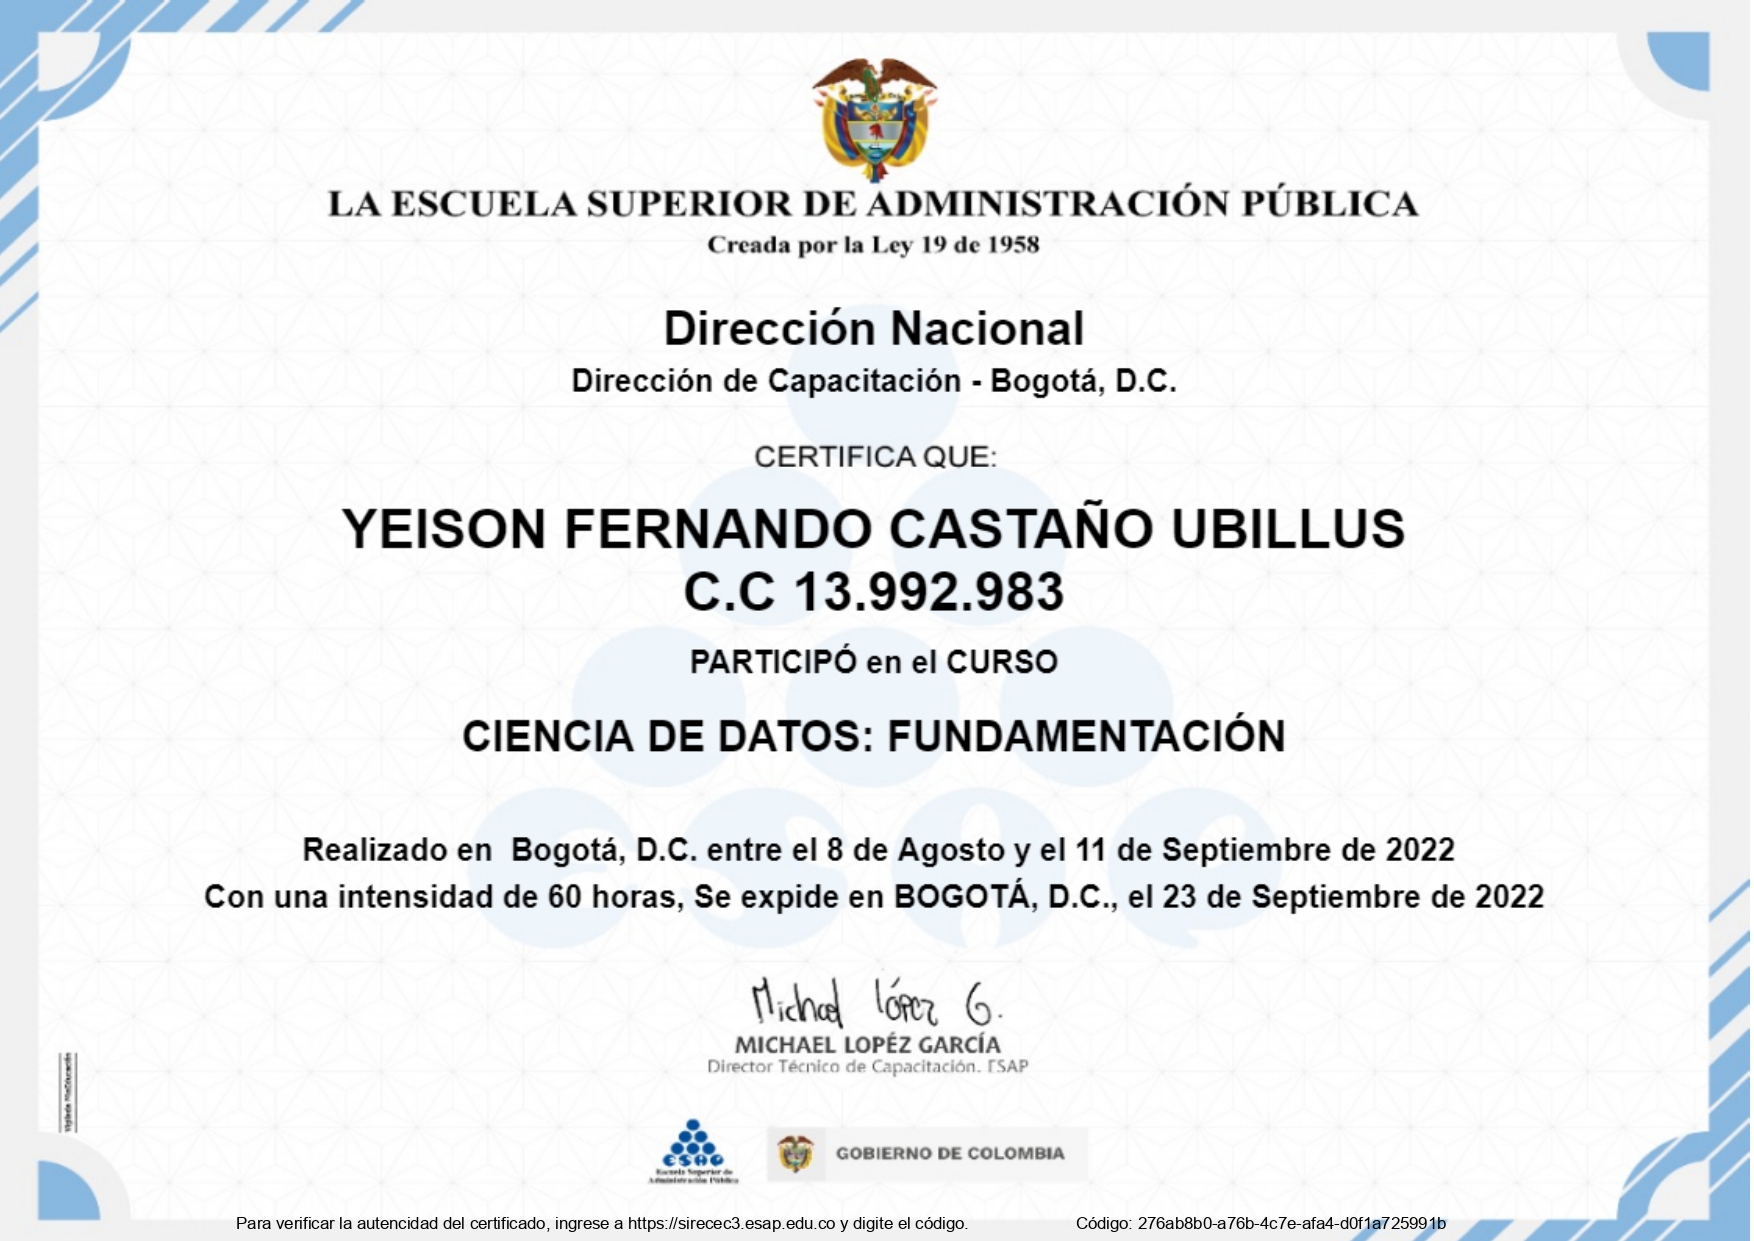 LA ESCUELA SUPERIOR DE ADMINISTRACIÓN PÚBLICA
Creada por la Ley 19 de 1958
Dirección Nacional
Dirección de Capacitación - Bogotá, D.C.
CERTIFICA QUE:
YEISON FERNANDO CASTAÑO UBILLUS
C.C 13.992.983
PARTICIPÓ en el CURSO
CIENCIA DE DATOS: FUNDAMENTACIÓN
Realizado en Bogotá, D.C. entre el 8 de Agosto y el 11 de Septiembre de 2022
Con una intensidad de 60 horas, Se expide en BOGOTÁ, D.C., el 23 de Septiembre de 2022
Michael López G.
MICHAEL LOPÉZ GARCÍA
Director Técnico de Capacitación. ESAP
Vigilada MinEducación
esap
Escuela Superior de
Administración Pública
GOBIERNO DE COLOMBIA
Para verificar la autencidad del certificado, ingrese a https://sirecec3.esap.edu.co y digite el código.
Código: 276ab8b0-a76b-4c7e-afa4-d0f1a725991b